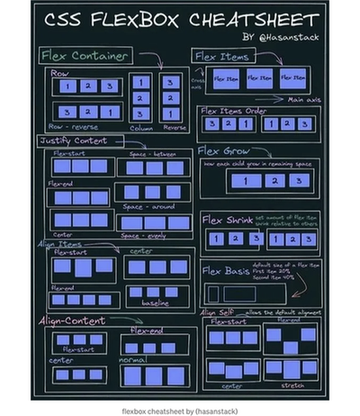 CSS FLEXBOX CHEATSHEET
BY @Hasanstack
Flex Container
Row
1 2 3
3 2 1
Row - reverse
1
2
3
Column
3
2
1
Reverse
Flex Items
Cross axis
Flex Item Flex Item Flex Item
Main axis
Flex Items Order
3 2 1
1 3 2
Justify Content
Flex-start
Space - between
Flex-end
Space - around
Center
Space - evenly
Flex Grow
how each child grow in remaining space
1 2 3
Flex Shrink
set amount of flex item
shrink relative to others
1 2 3
1 2 3
Align Items
Flex-start
center
flex-end
baseline
Flex Basis
default size of a flex item
First item 20%
Second item 40%
Align-Content
flex-start
Flex-end
center
normal
Align Self
allows the default alignment
Flex-start
Flex-end
center
stretch
flexbox cheatsheet by (hasanstack)